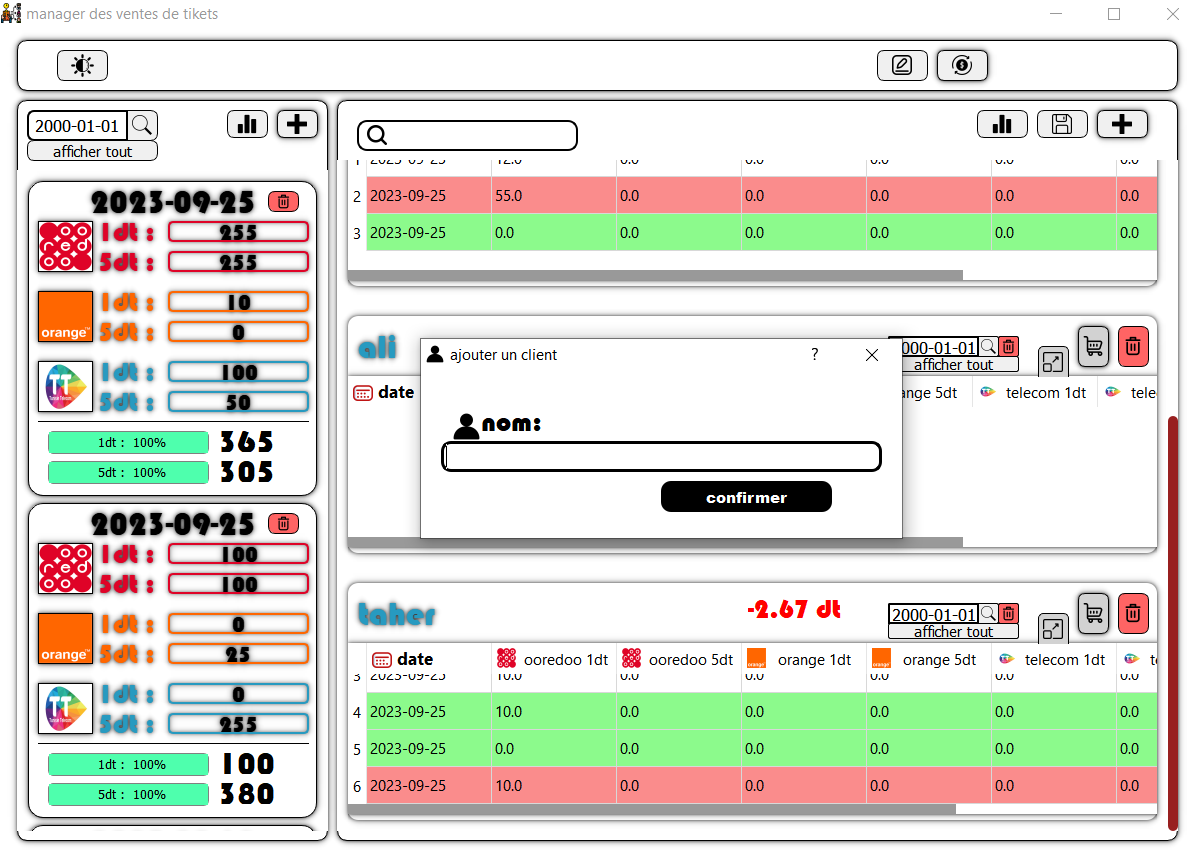 manager des ventes de tikets
2000-01-01
afficher tout
2023-09-25
1dt : 255
5dt : 255
orange 1dt : 10
5dt : 0
TT 1dt : 100
5dt : 50
1dt : 100% 365
5dt : 100% 305
2023-09-25
1dt : 100
5dt : 100
orange 1dt : 0
5dt : 25
TT 1dt : 0
5dt : 255
1dt : 100% 100
5dt : 100% 380
1 2023-09-25 12.0 0.0 0.0 0.0 0.0 0.0
2 2023-09-25 55.0 0.0 0.0 0.0 0.0 0.0
3 2023-09-25 0.0 0.0 0.0 0.0 0.0 0.0
ali
2000-01-01
afficher tout
date
nge 5dt telecom 1dt tele
ajouter un client ?
nom:
confirmer
taher -2.67 dt
2000-01-01
afficher tout
date ooredoo 1dt ooredoo 5dt orange 1dt orange 5dt telecom 1dt
3 2023-09-25 10.0 0.0 0.0 0.0 0.0 0.0
4 2023-09-25 10.0 0.0 0.0 0.0 0.0 0.0
5 2023-09-25 0.0 0.0 0.0 0.0 0.0 0.0
6 2023-09-25 10.0 0.0 0.0 0.0 0.0 0.0